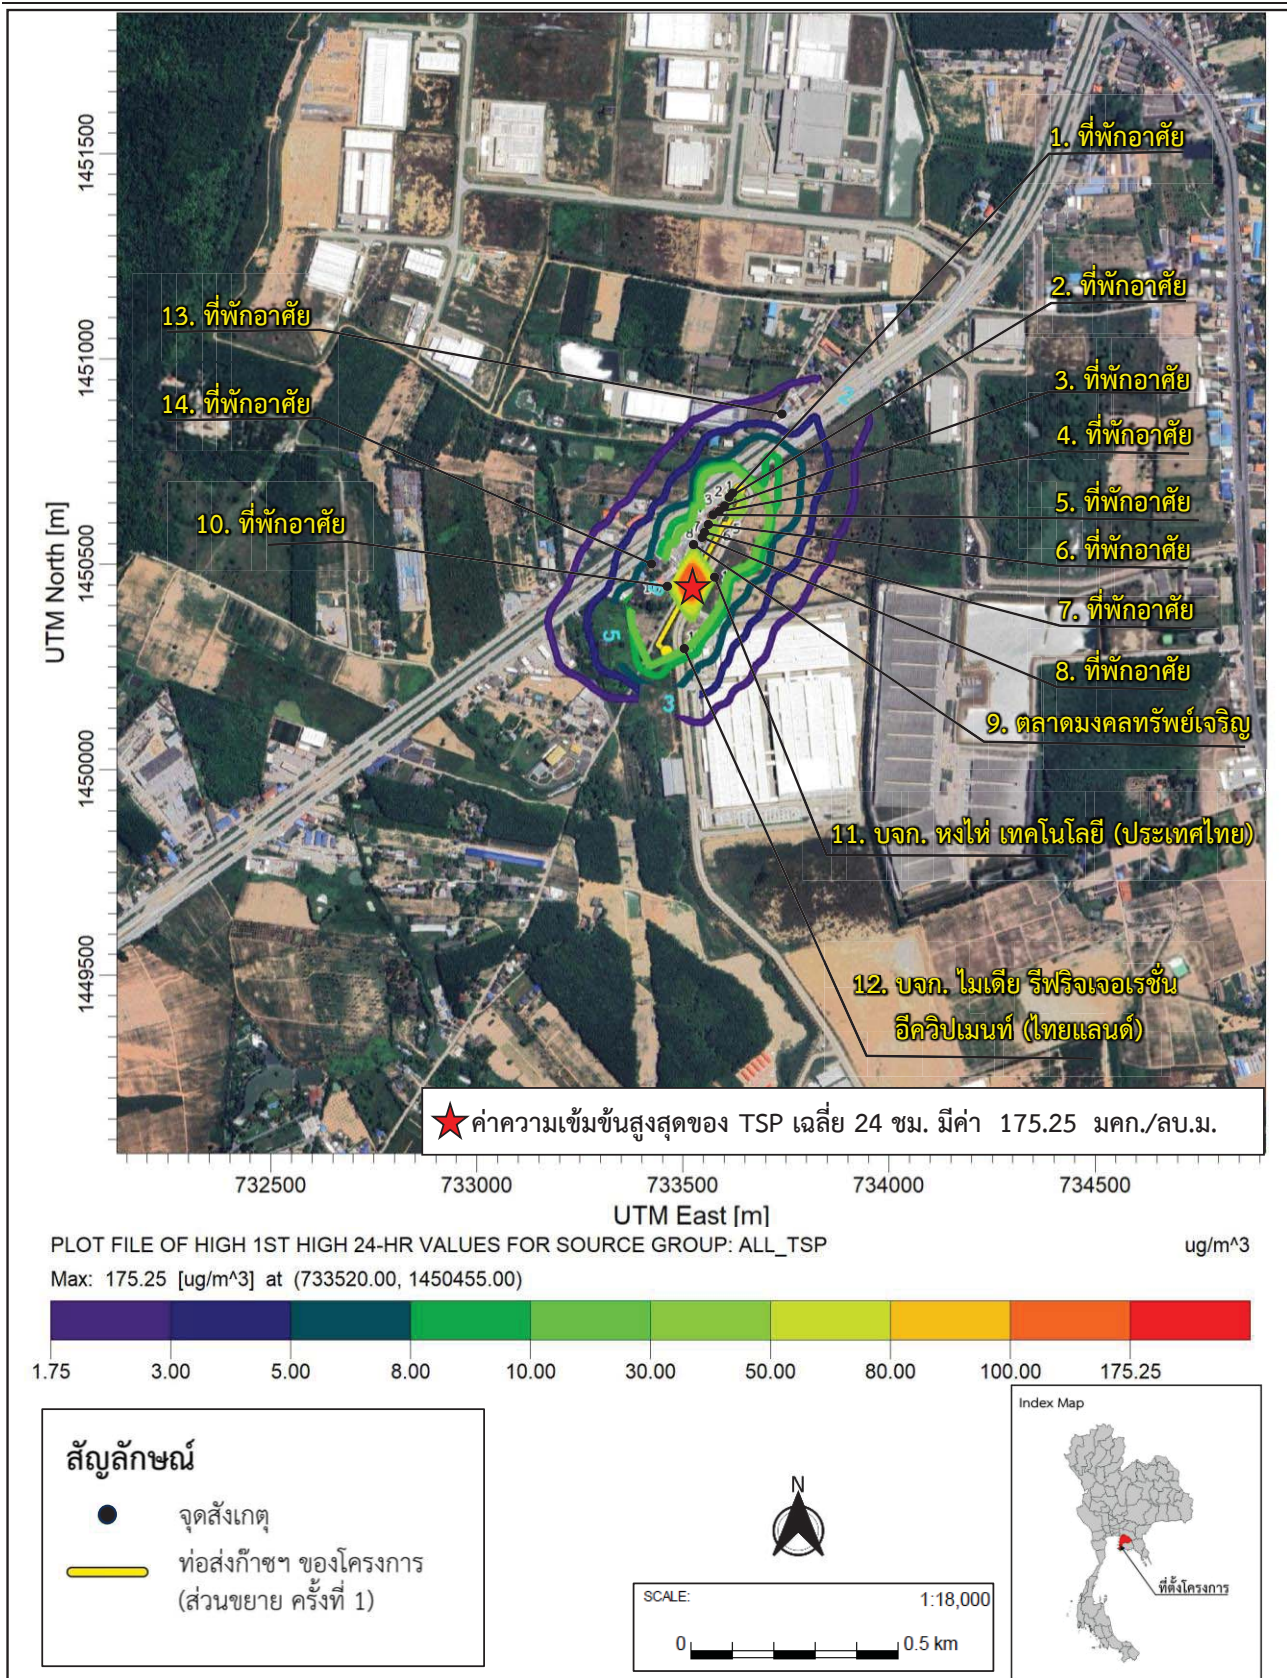 1. ที่พักอาศัย
2. ที่พักอาศัย
3. ที่พักอาศัย
4. ที่พักอาศัย
5. ที่พักอาศัย
6. ที่พักอาศัย
7. ที่พักอาศัย
8. ที่พักอาศัย
9. ตลาดมงคลทรัพย์เจริญ
10. ที่พักอาศัย
11. บจก. หงไห่ เทคโนโลยี (ประเทศไทย)
12. บจก. ไมเดีย รีฟริจเจอเรชั่น
อีควิปเมนท์ (ไทยแลนด์)
13. ที่พักอาศัย
14. ที่พักอาศัย
2
5
3
3 2 1
7
8
UTM North [m]
1451500
1451000
1450500
1450000
1449500
ค่าความเข้มข้นสูงสุดของ TSP เฉลี่ย 24 ชม. มีค่า 175.25 มคก./ลบ.ม.
732500 733000 733500 734000 734500
UTM East [m]
PLOT FILE OF HIGH 1ST HIGH 24-HR VALUES FOR SOURCE GROUP: ALL_TSP ug/m^3
Max: 175.25 [ug/m^3] at (733520.00, 1450455.00)
1.75 3.00 5.00 8.00 10.00 30.00 50.00 80.00 100.00 175.25
สัญลักษณ์
จุดสังเกตุ
ท่อส่งก๊าซฯ ของโครงการ
(ส่วนขยาย ครั้งที่ 1)
N
SCALE: 1:18,000
0 0.5 km
Index Map
ที่ตั้งโครงการ